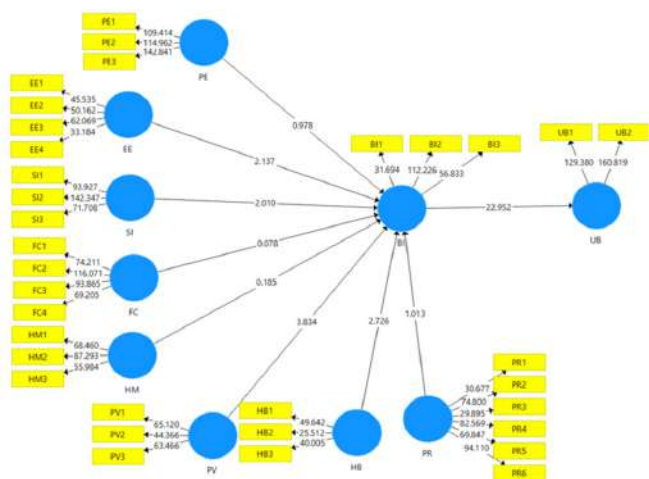 PE1
PE2
PE3
109.414
114.962
142.841
PE
0.978
EE1
EE2
EE3
EE4
45.535
50.162
62.069
33.184
EE
2.137
BI1
BI2
BI3
31.694
112.226
56.833
BI
UB1
UB2
129.380
160.819
UB
22.952
SI1
SI2
SI3
93.927
142.347
71.708
SI
2.010
FC1
FC2
FC3
FC4
74.211
116.071
93.865
69.205
FC
0.078
HM1
HM2
HM3
68.460
87.293
55.984
HM
0.185
PV1
PV2
PV3
65.120
44.366
63.466
PV
3.834
HB1
HB2
HB3
49.642
25.512
40.005
HB
2.726
PR
1.013
PR1
PR2
PR3
PR4
PR5
PR6
30.677
74.800
29.895
82.569
69.847
94.110